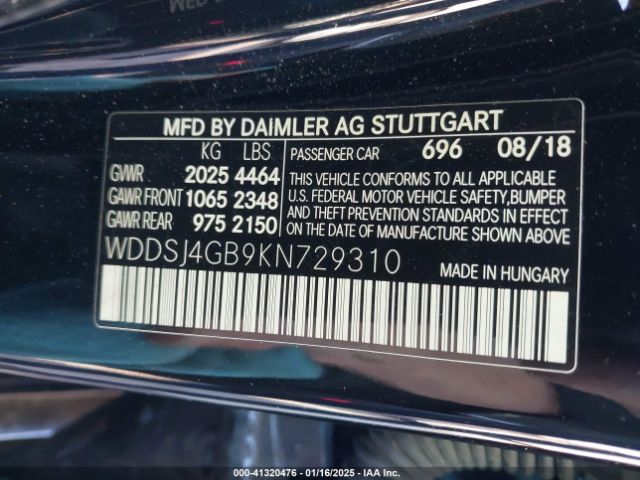 MFD BY DAIMLER AG STUTTGART
KG LBS
GVWR 2025 4464
GAWR FRONT 1065 2348
GAWR REAR 975 2150
PASSENGER CAR 696 08/18
THIS VEHICLE CONFORMS TO ALL APPLICABLE
U.S. FEDERAL MOTOR VEHICLE SAFETY,BUMPER
AND THEFT PREVENTION STANDARDS IN EFFECT
ON THE DATE OF MANUFACTURE SHOWN ABOVE.
WDDSJ4GB9KN729310
MADE IN HUNGARY
000-41320476 - 01/16/2025 - IAA Inc.